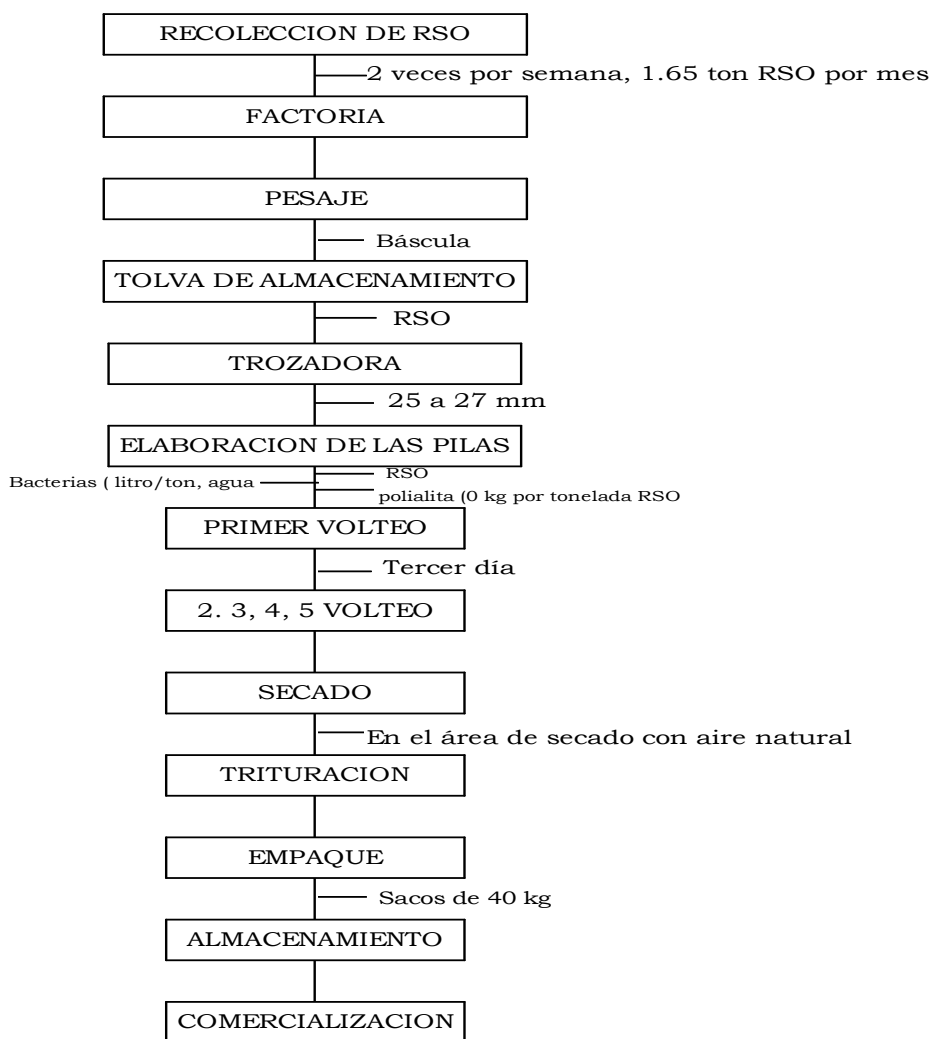 RECOLECCION DE RSO
2 veces por semana, 1.65 ton RSO por mes
FACTORIA
PESAJE
Báscula
TOLVA DE ALMACENAMIENTO
RSO
TROZADORA
25 a 27 mm
ELABORACION DE LAS PILAS
RSO
Bacterias ( litro/ton, agua
polialita (0 kg por tonelada RSO
PRIMER VOLTEO
Tercer día
2. 3, 4, 5 VOLTEO
SECADO
En el área de secado con aire natural
TRITURACION
EMPAQUE
Sacos de 40 kg
ALMACENAMIENTO
COMERCIALIZACION